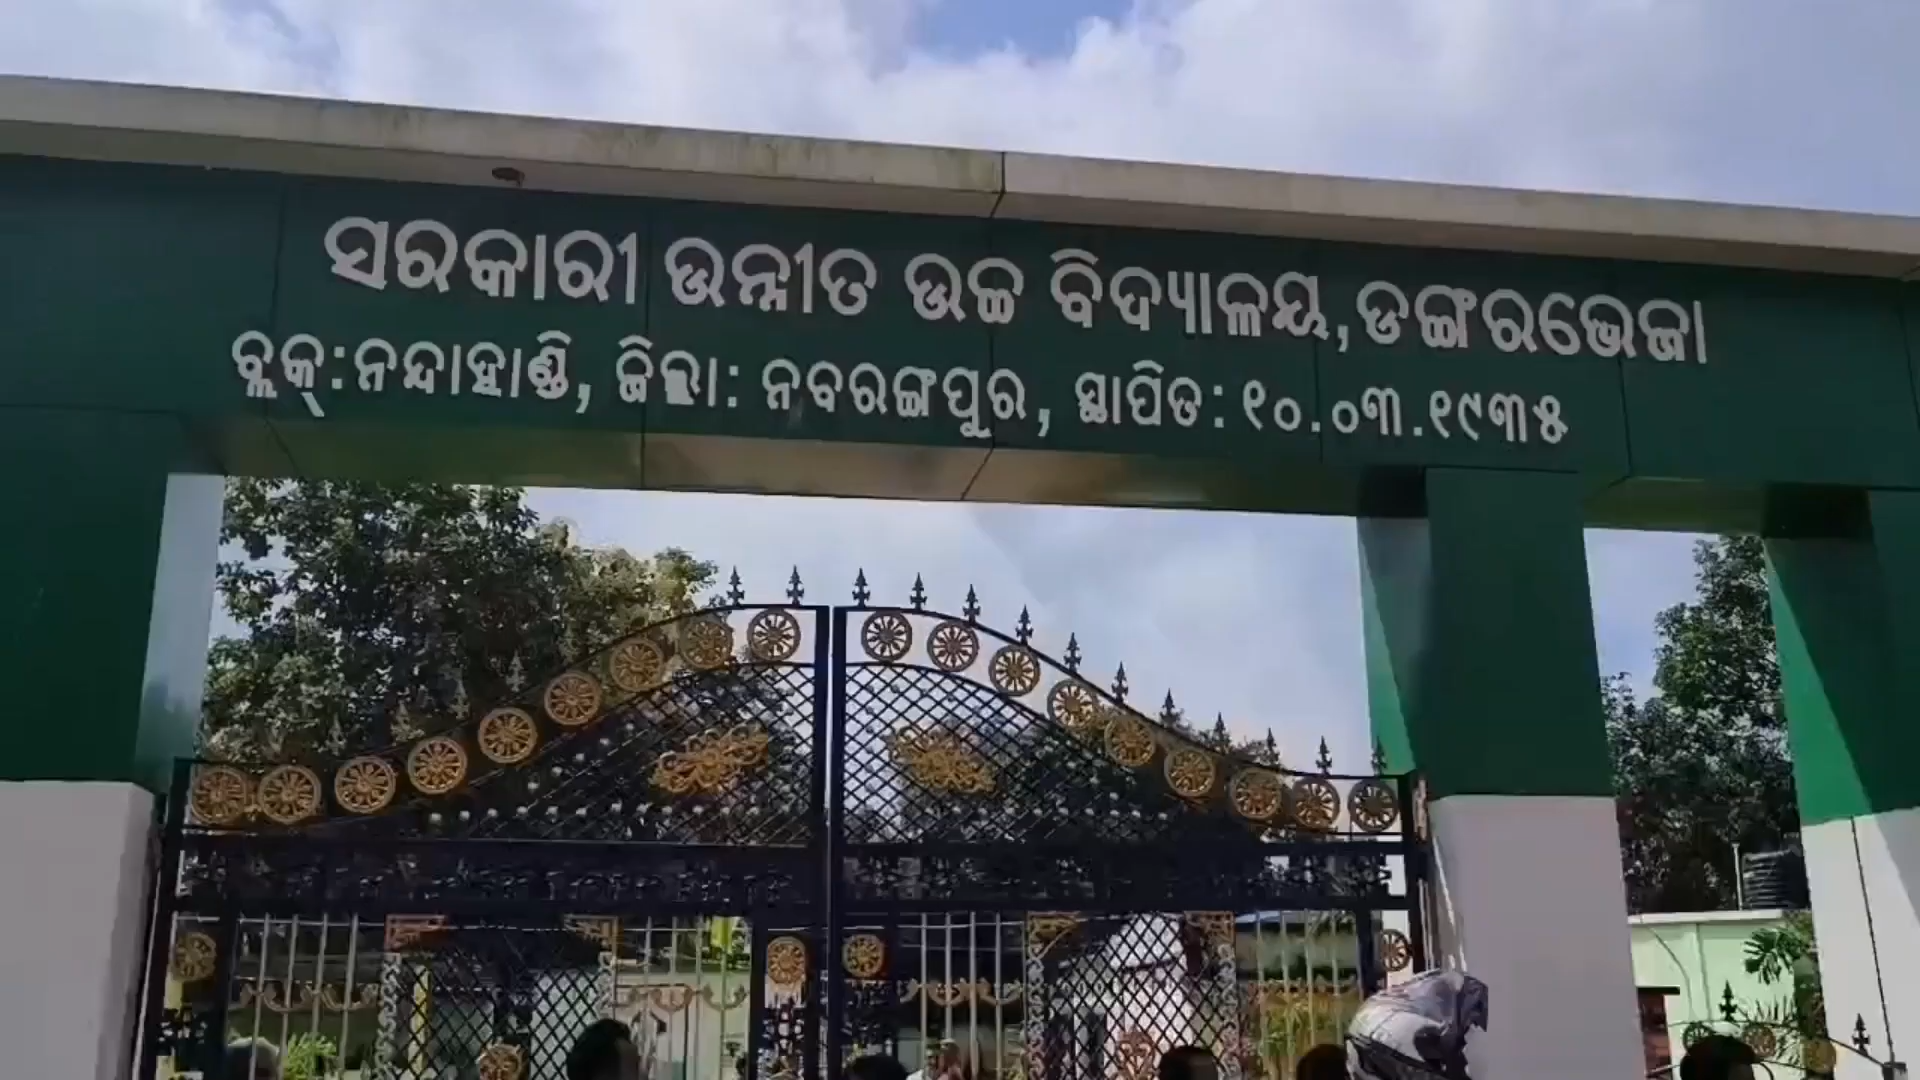 ସରକାରୀ ଉନ୍ନୀତ ଉଚ୍ଚ ବିଦ୍ୟାଳୟ,ଡଙ୍ଗରଭେଜା
ବ୍ଲକ୍:ନନ୍ଦାହାଣ୍ଡି, ଜିଲ୍ଲା: ନବରଙ୍ଗପୁର, ସ୍ଥାପିତ: ୧୦.୦୩.୧୯୩୫